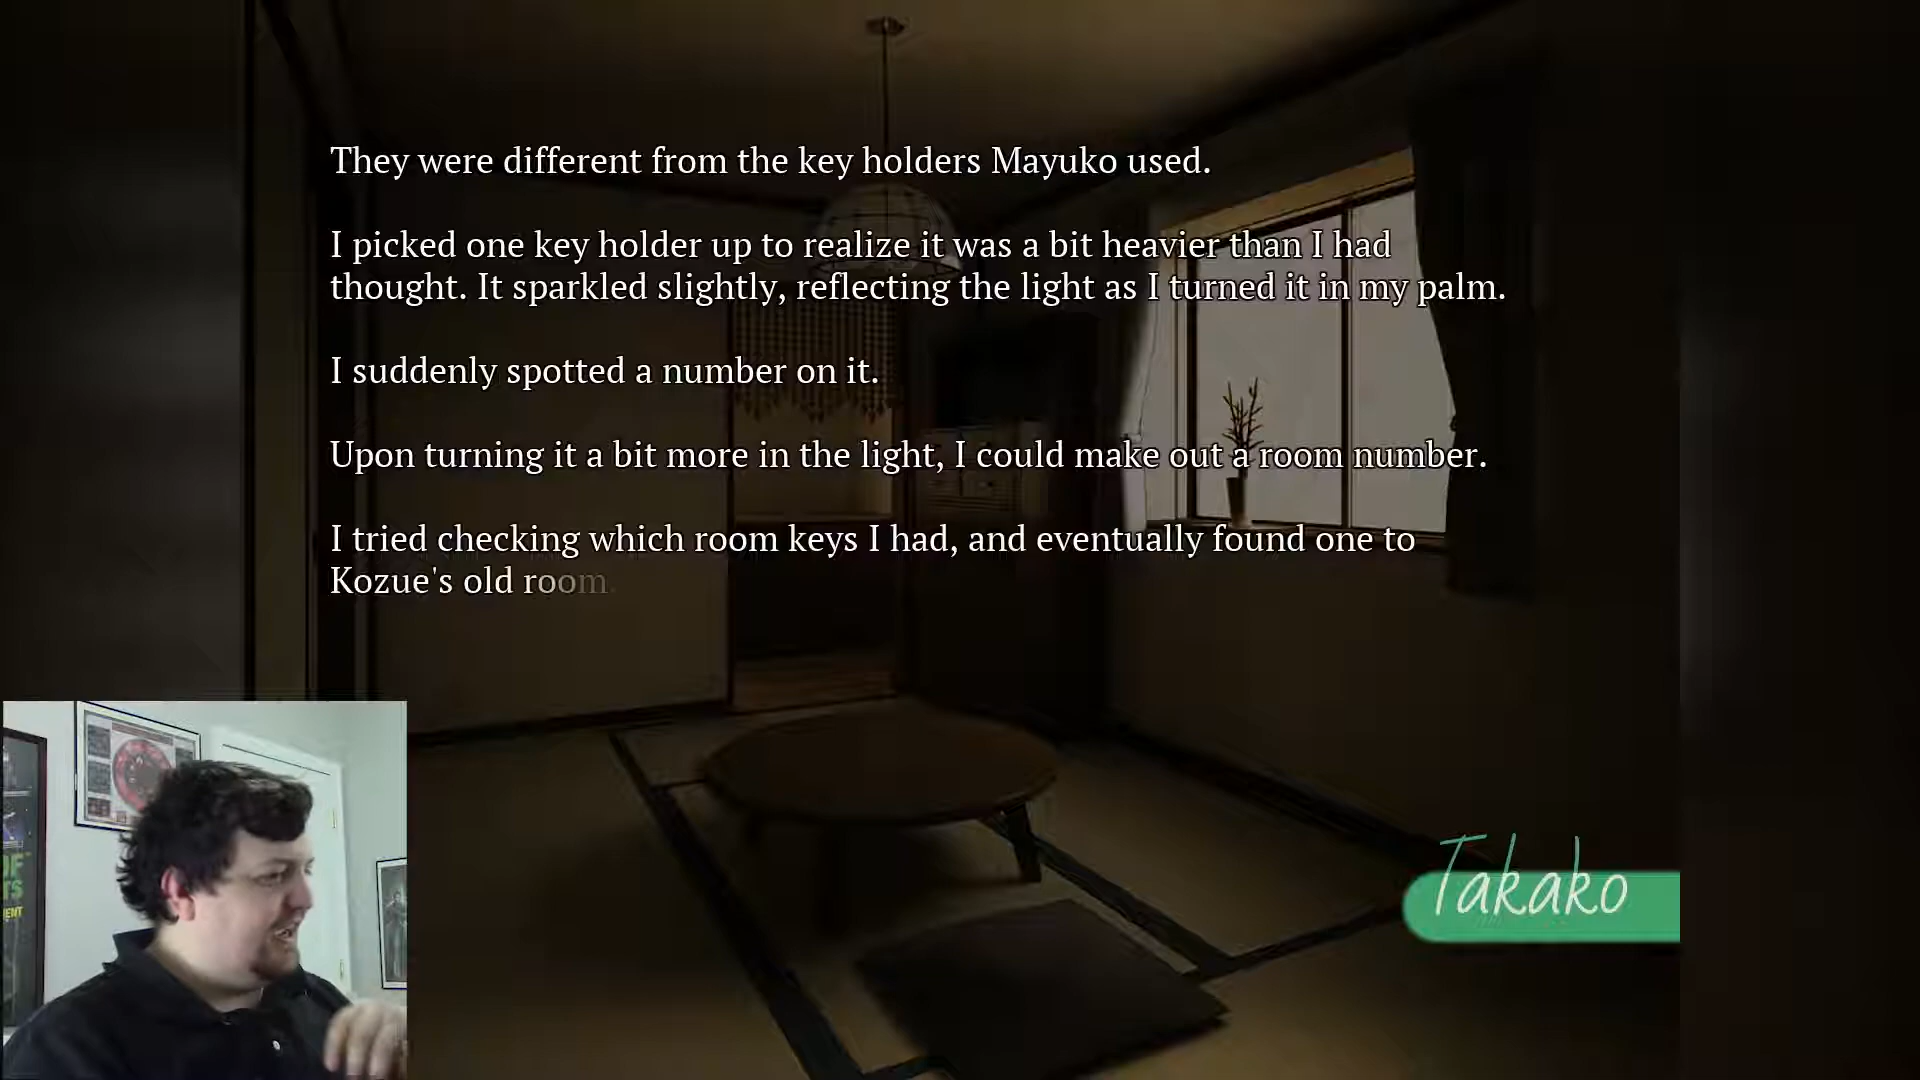 They were different from the key holders Mayuko used.
I picked one key holder up to realize it was a bit heavier than I had
thought. It sparkled slightly, reflecting the light as I turned it in my palm.
I suddenly spotted a number on it.
Upon turning it a bit more in the light, I could make out a room number.
I tried checking which room keys I had, and eventually found one to
Kozue's old room.
Takako